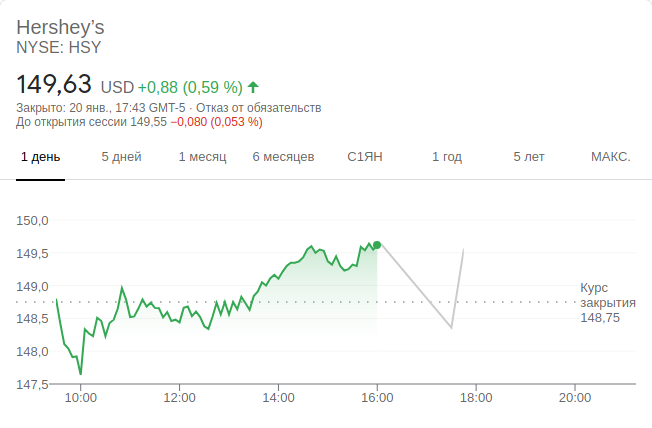 Hershey’s
NYSE: HSY
149,63 USD +0,88 (0,59 %)
Закрыто: 20 янв., 17:43 GMT-5 · Отказ от обязательств
До открытия сессии 149,55 −0,080 (0,053 %)
1 день 5 дней 1 месяц 6 месяцев С1ЯН 1 год 5 лет МАКС.
150,0
149,5
149,0
148,5
148,0
147,5
Курс
закрытия
148,75
10:00 12:00 14:00 16:00 18:00 20:00